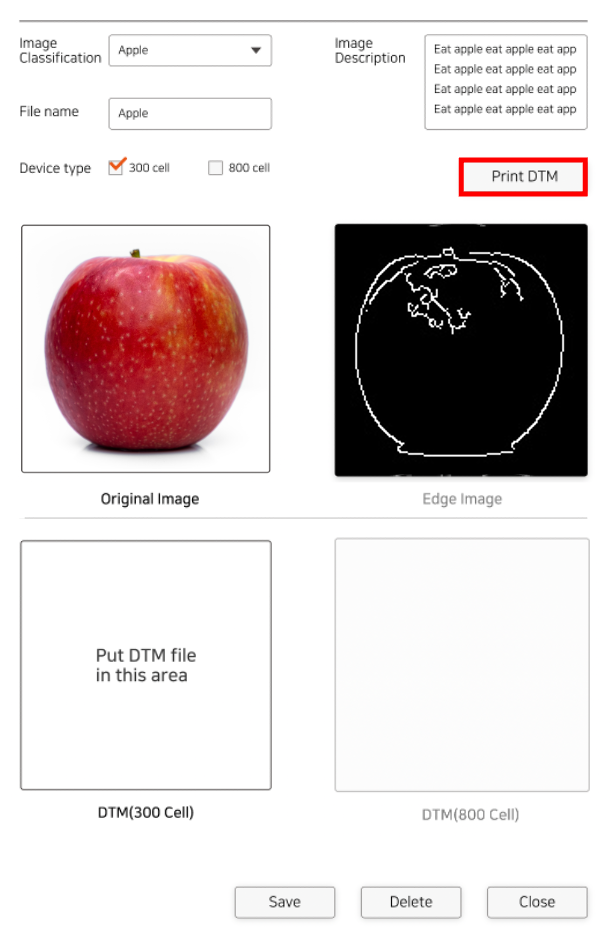 Image
Classification
Apple
Image
Description
Eat apple eat apple eat app
Eat apple eat apple eat app
Eat apple eat apple eat app
Eat apple eat apple eat app
File name
Apple
Device type
300 cell
800 cell
Print DTM
Original Image
Edge Image
Put DTM file
in this area
DTM(300 Cell)
DTM(800 Cell)
Save
Delete
Close